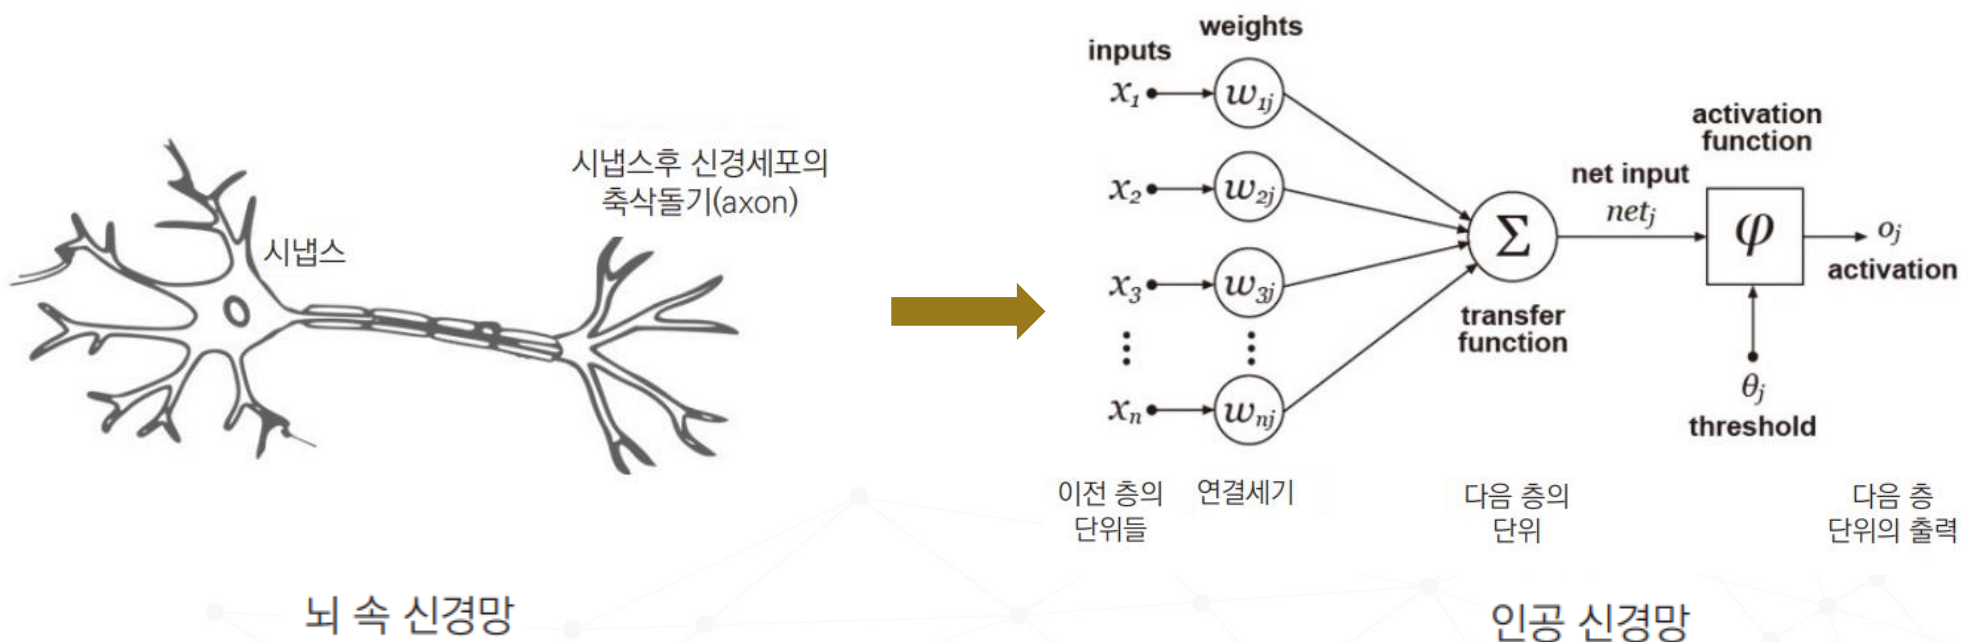 시냅스후 신경세포의
축삭돌기(axon)
시냅스
뇌 속 신경망
weights
inputs
x₁
w₁ⱼ
x₂
w₂ⱼ
x₃
w₃ⱼ
⋮ ⋮
xₙ
wₙⱼ
Σ
transfer
function
net input
netⱼ
activation
function
φ
oⱼ
activation
θⱼ
threshold
이전 층의
단위들
연결세기
다음 층의
단위
다음 층
단위의 출력
인공 신경망